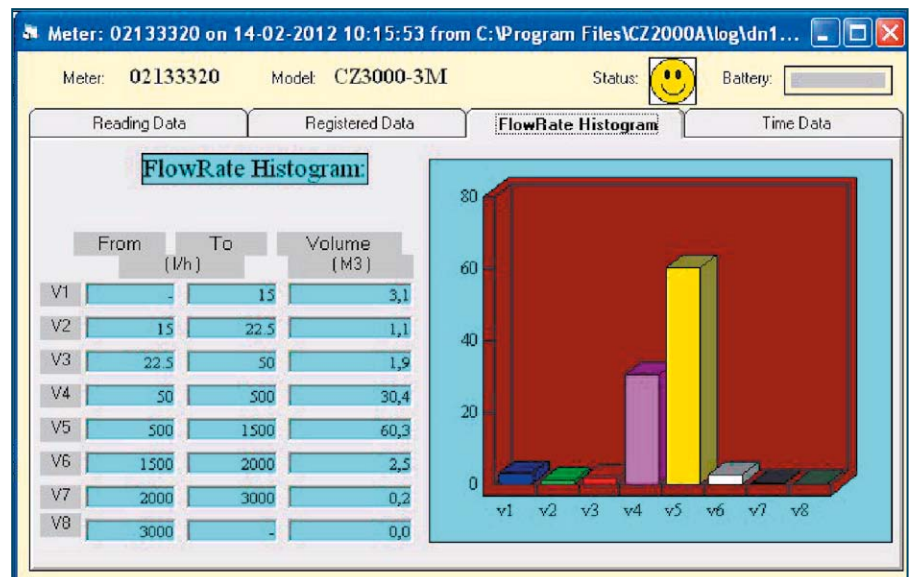 Meter: 02133320 on 14-02-2012 10:15:53 from C:\Program Files\CZ2000A\log\dn1...
Meter: 02133320 Model: CZ3000-3M Status: Battery:
Reading Data Registered Data FlowRate Histogram Time Data
FlowRate Histogram:
From To Volume
(l/h) (M3)
V1 - 15 3,1
V2 15 22.5 1,1
V3 22.5 50 1,9
V4 50 500 30,4
V5 500 1500 60,3
V6 1500 2000 2,5
V7 2000 3000 0,2
V8 3000 - 0,0
80
60
40
20
0
v1 v2 v3 v4 v5 v6 v7 v8